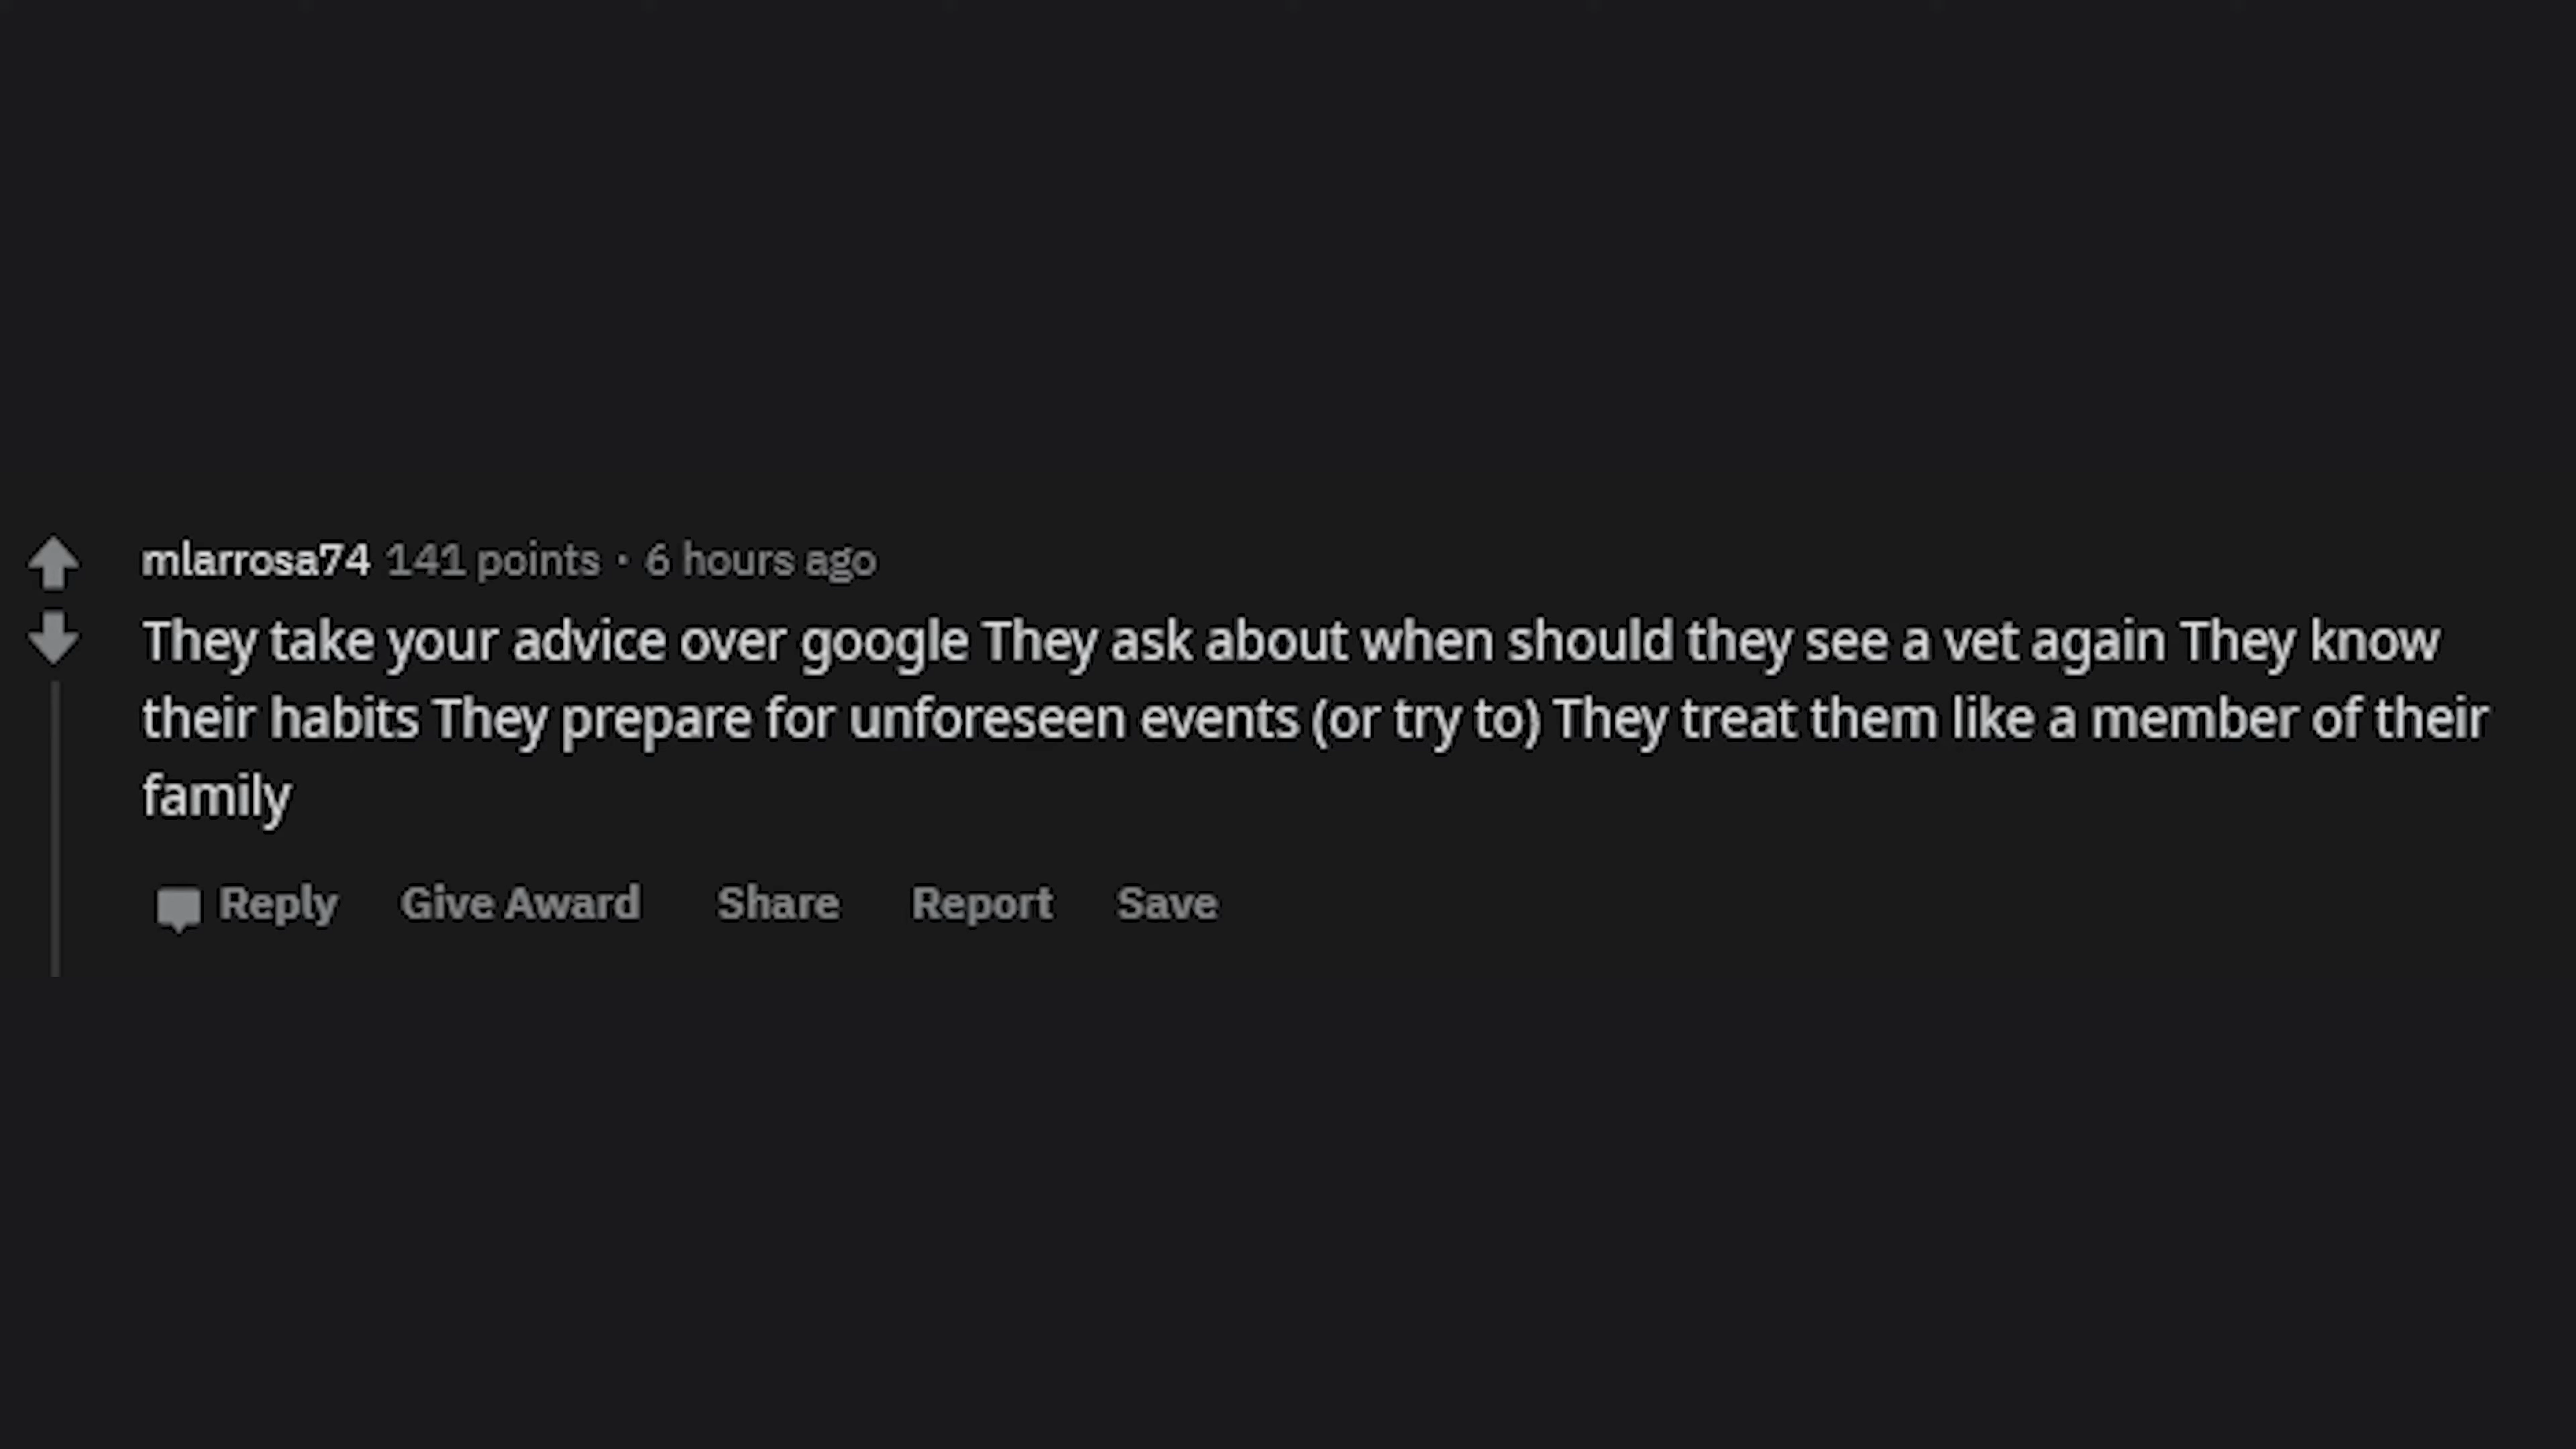 mlarrosa74 141 points · 6 hours ago
They take your advice over google They ask about when should they see a vet again They know
their habits They prepare for unforeseen events (or try to) They treat them like a member of their
family
Reply Give Award Share Report Save